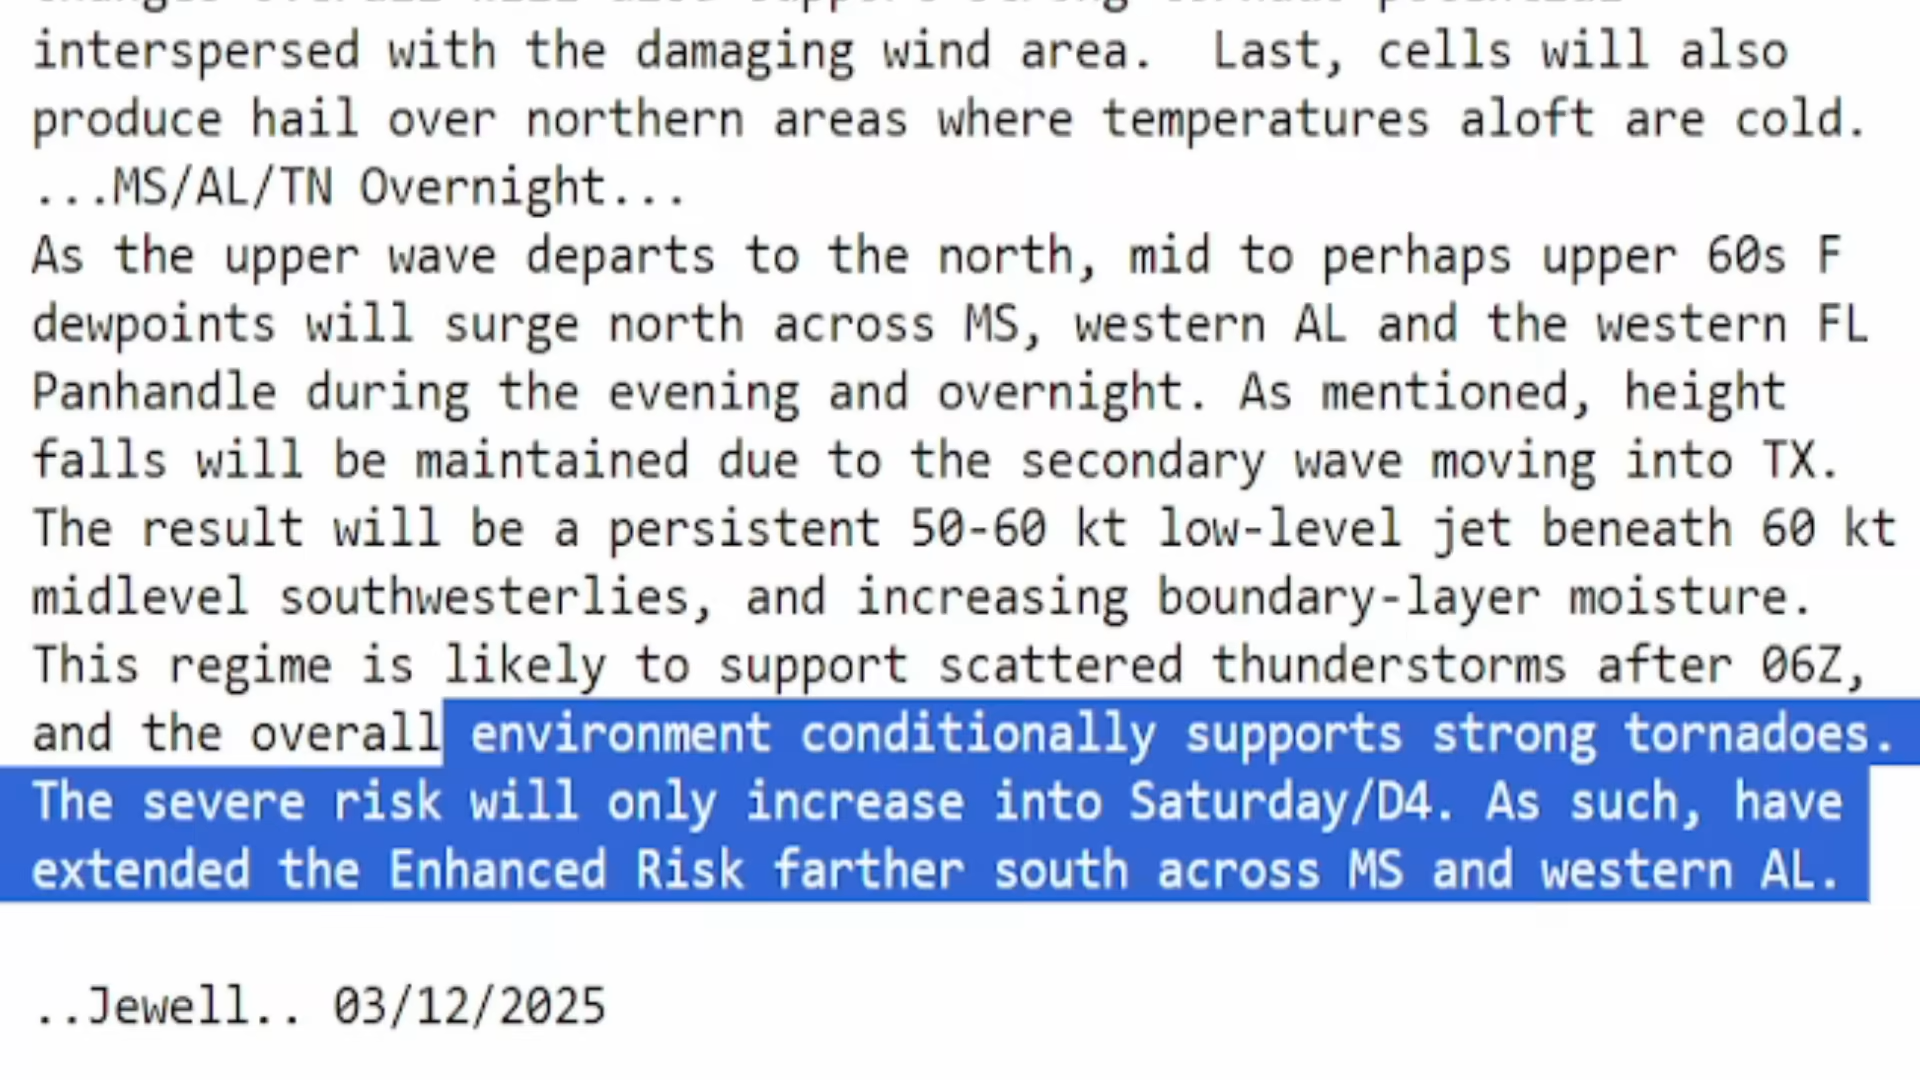 interspersed with the damaging wind area.  Last, cells will also
produce hail over northern areas where temperatures aloft are cold.
...MS/AL/TN Overnight...
As the upper wave departs to the north, mid to perhaps upper 60s F
dewpoints will surge north across MS, western AL and the western FL
Panhandle during the evening and overnight. As mentioned, height
falls will be maintained due to the secondary wave moving into TX.
The result will be a persistent 50-60 kt low-level jet beneath 60 kt
midlevel southwesterlies, and increasing boundary-layer moisture.
This regime is likely to support scattered thunderstorms after 06Z,
and the overall environment conditionally supports strong tornadoes.
The severe risk will only increase into Saturday/D4. As such, have
extended the Enhanced Risk farther south across MS and western AL.
..Jewell.. 03/12/2025